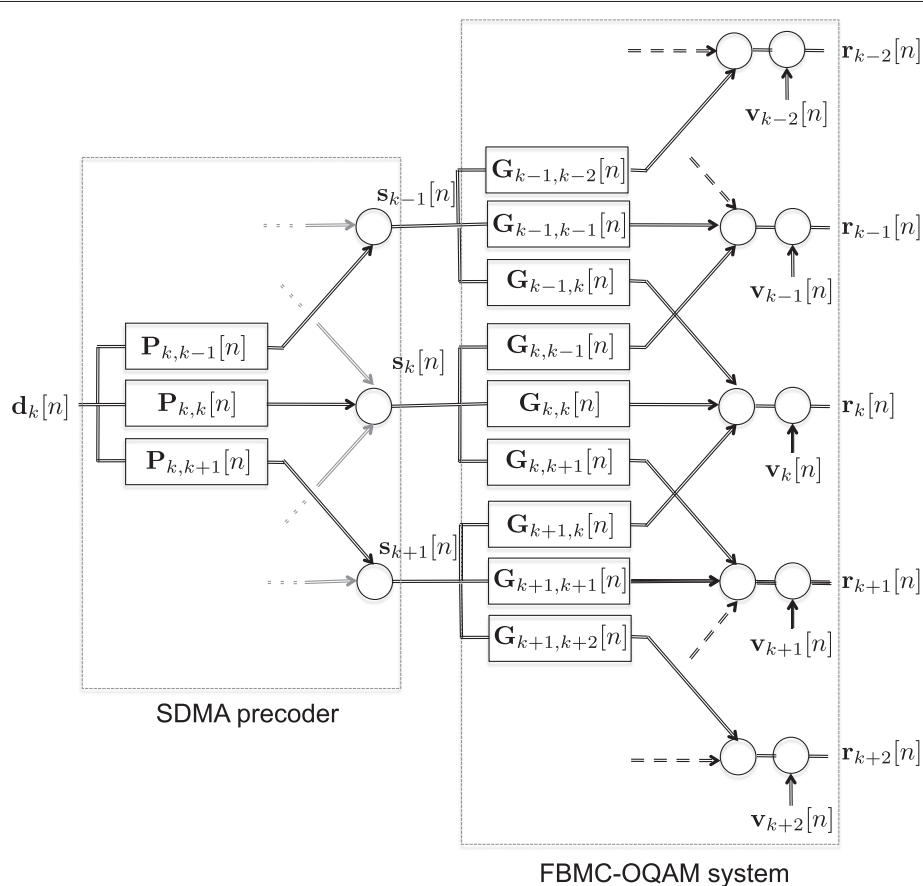 r_{k−2}[n]
v_{k−2}[n]
G_{k−1,k−2}[n]
s_{k−1}[n]
G_{k−1,k−1}[n]
r_{k−1}[n]
G_{k−1,k}[n]
v_{k−1}[n]
P_{k,k−1}[n]
G_{k,k−1}[n]
s_k[n]
d_k[n]
P_{k,k}[n]
G_{k,k}[n]
r_k[n]
P_{k,k+1}[n]
G_{k,k+1}[n]
v_k[n]
G_{k+1,k}[n]
s_{k+1}[n]
G_{k+1,k+1}[n]
r_{k+1}[n]
G_{k+1,k+2}[n]
v_{k+1}[n]
SDMA precoder
r_{k+2}[n]
v_{k+2}[n]
FBMC-OQAM system